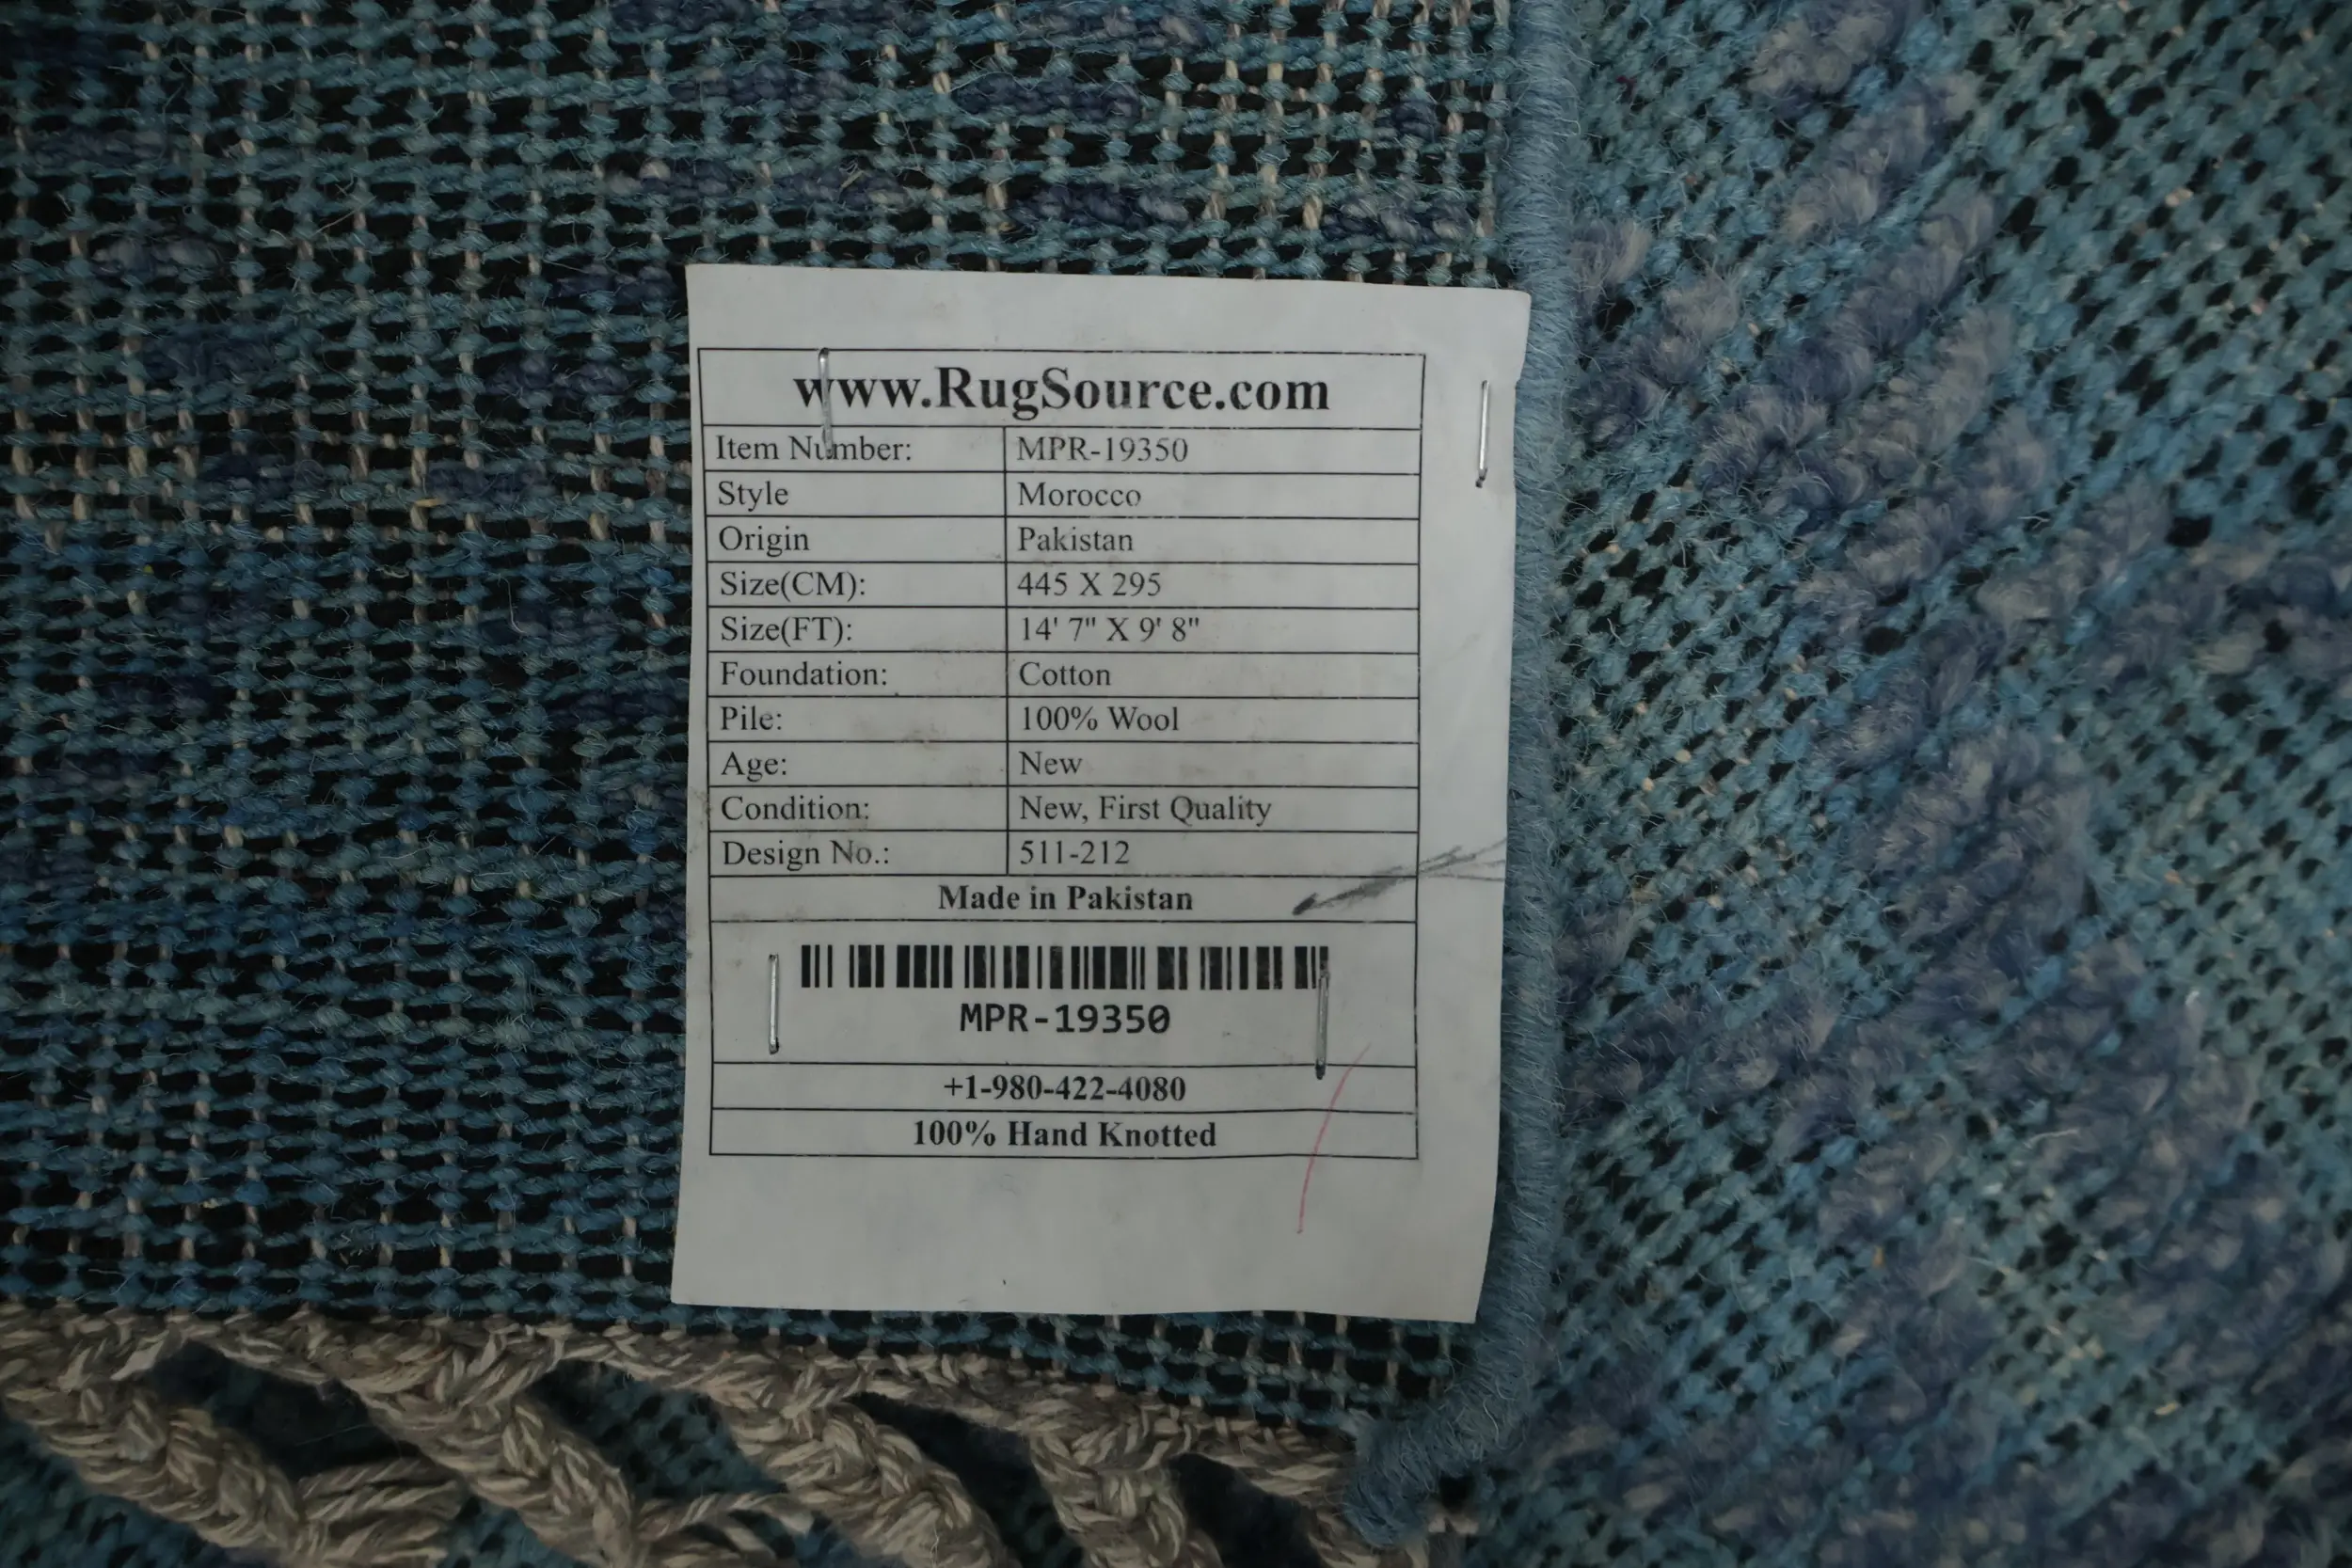 www.RugSource.com
Item Number: MPR-19350
Style Morocco
Origin Pakistan
Size(CM): 445 X 295
Size(FT): 14' 7" X 9' 8"
Foundation: Cotton
Pile: 100% Wool
Age: New
Condition: New, First Quality
Design No.: 511-212
Made in Pakistan
MPR-19350
+1-980-422-4080
100% Hand Knotted